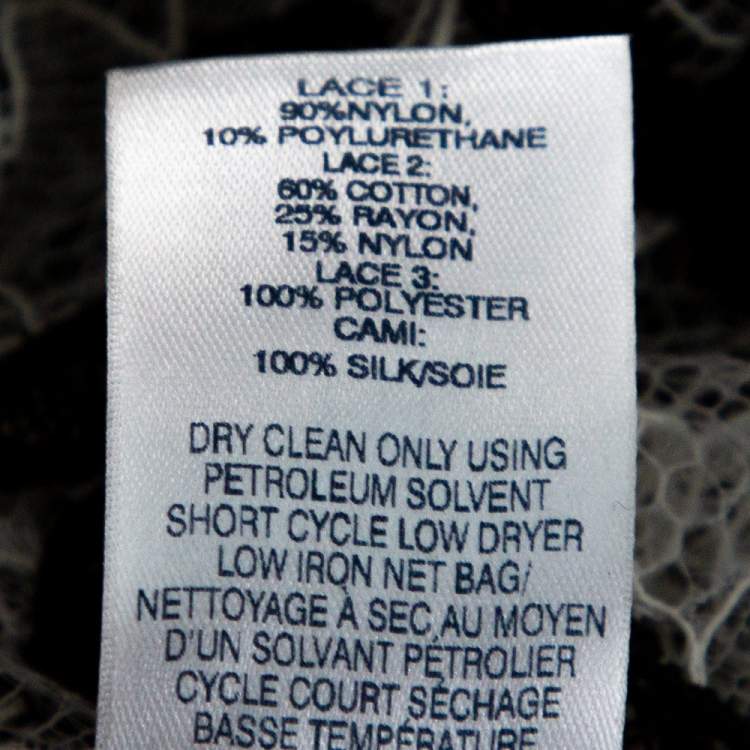 LACE 1:
90%NYLON,
10% POYLURETHANE
LACE 2:
60% COTTON,
25% RAYON,
15% NYLON
LACE 3:
100% POLYESTER
CAMI:
100% SILK/SOIE
DRY CLEAN ONLY USING
PETROLEUM SOLVENT
SHORT CYCLE LOW DRYER
LOW IRON NET BAG/
NETTOYAGE À SEC AU MOYEN
D'UN SOLVANT PÉTROLIER
CYCLE COURT SÉCHAGE
BASSE TEMPÉRATURE